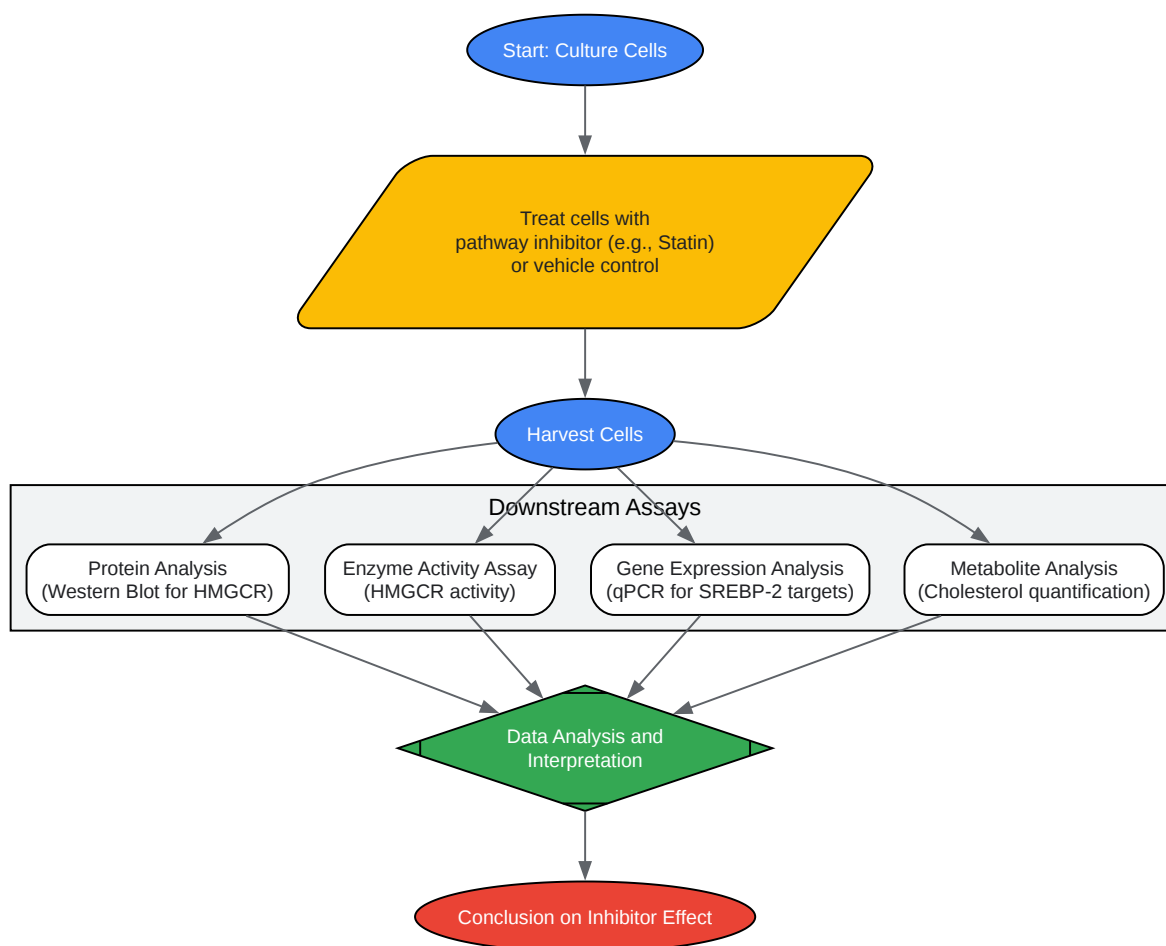 Start: Culture Cells
Treat cells with
pathway inhibitor (e.g., Statin)
or vehicle control
Harvest Cells
Downstream Assays
Protein Analysis
(Western Blot for HMGCR)
Enzyme Activity Assay
(HMGCR activity)
Gene Expression Analysis
(qPCR for SREBP-2 targets)
Metabolite Analysis
(Cholesterol quantification)
Data Analysis and
Interpretation
Conclusion on Inhibitor Effect